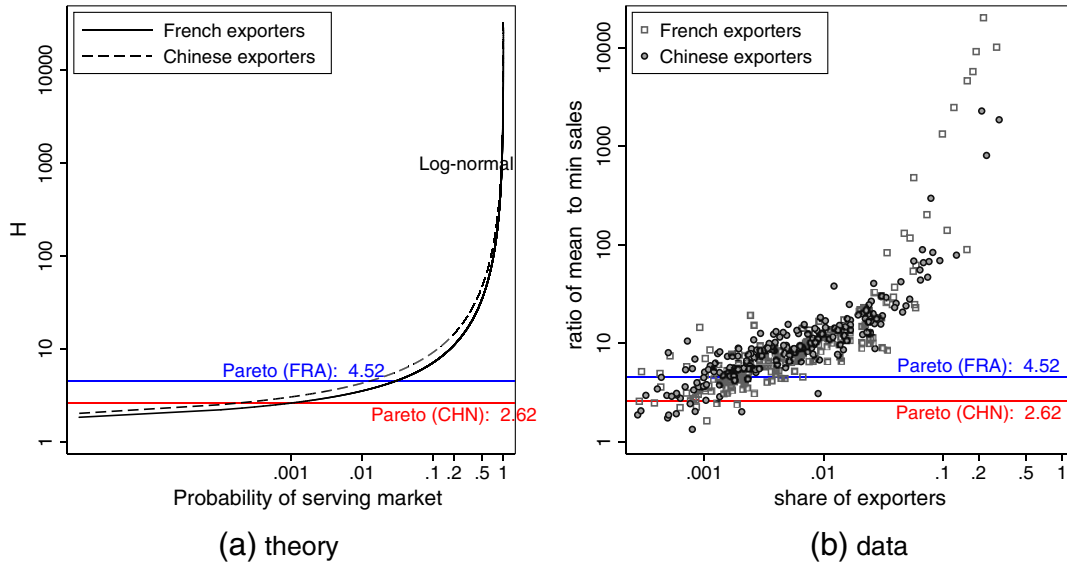 French exporters
Chinese exporters
10000
1000
100
10
1
H
Log-normal
Pareto (FRA): 4.52
Pareto (CHN): 2.62
.001
.01
.1
.2
.5
1
Probability of serving market
(a) theory
French exporters
Chinese exporters
10000
1000
100
10
1
ratio of mean to min sales
Pareto (FRA): 4.52
Pareto (CHN): 2.62
.001
.01
.1
.2
.5
1
share of exporters
(b) data